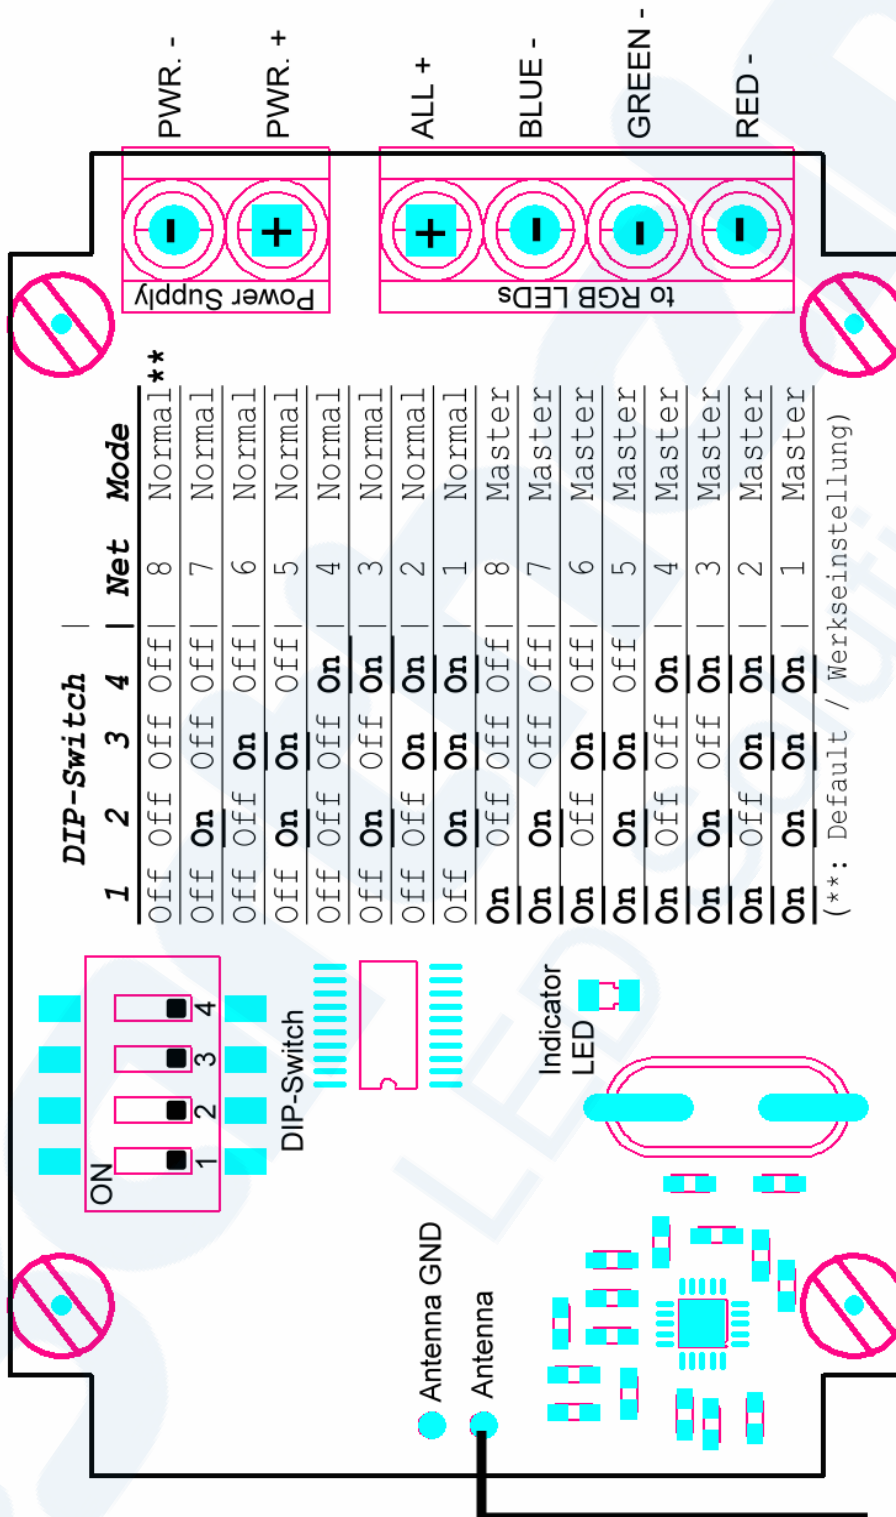 PWR. -
PWR. +
ALL +
BLUE -
GREEN -
RED -
- + + - - -
Power Supply
to RGB LEDs
DIP-Switch |
1 2 3 4 | Net Mode
Off Off Off Off| 8 Normal**
Off On Off Off| 7 Normal
Off Off On Off| 6 Normal
Off On On Off| 5 Normal
Off Off Off On| 4 Normal
Off On Off On| 3 Normal
Off Off On On| 2 Normal
Off On On On| 1 Normal
On Off Off Off| 8 Master
On On Off Off| 7 Master
On Off On Off| 6 Master
On On On Off| 5 Master
On Off Off On| 4 Master
On On Off On| 3 Master
On Off On On| 2 Master
On On On On| 1 Master
(**: Default / Werkseinstellung)
ON
1 2 3 4
DIP-Switch
Indicator
LED
Antenna GND
Antenna